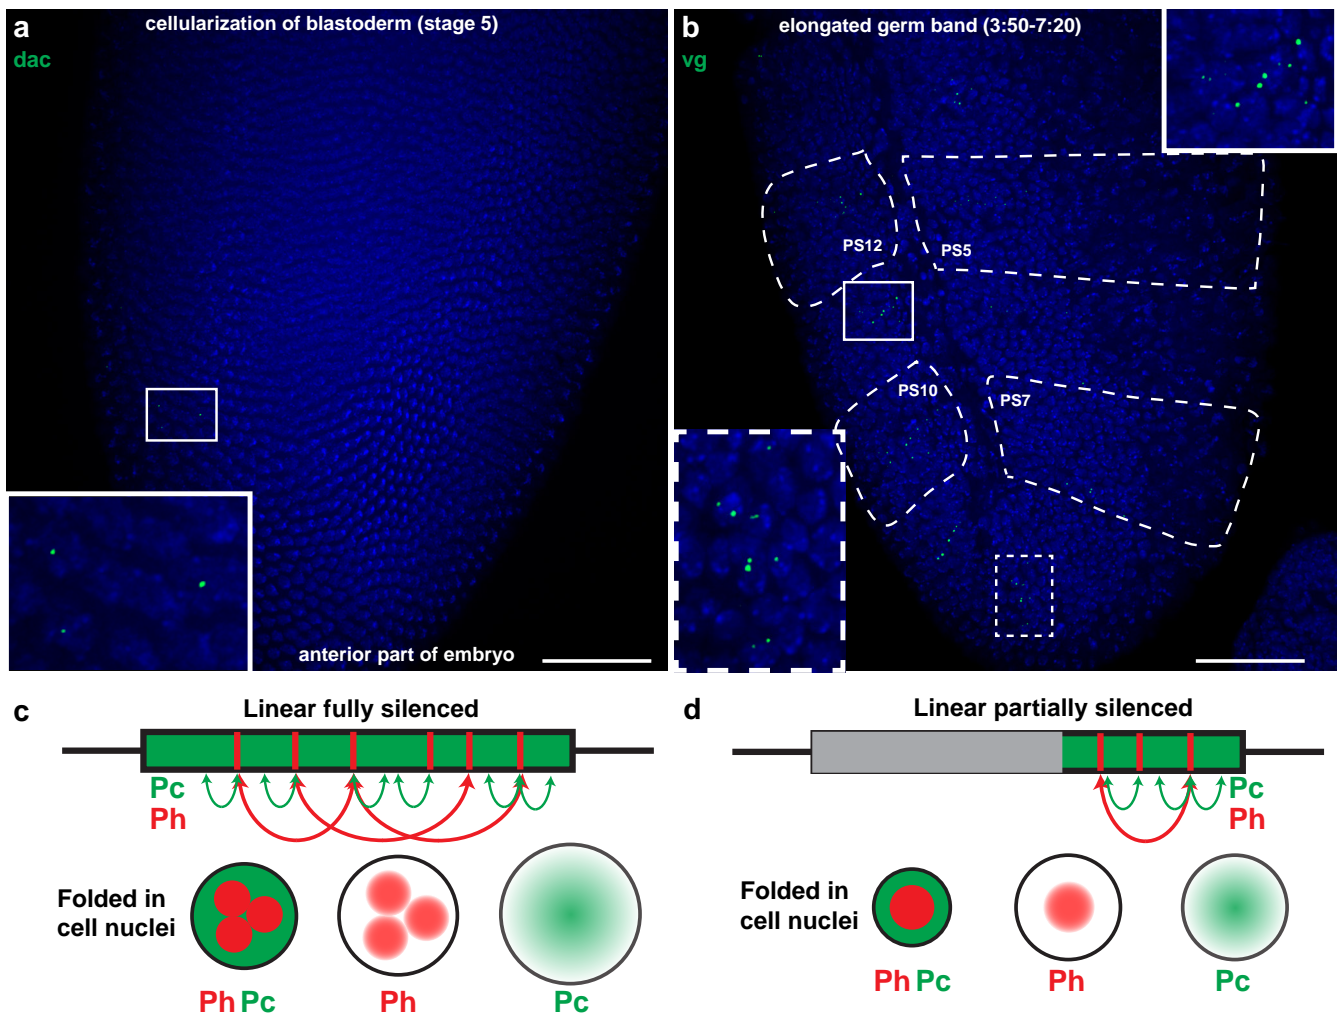 a
cellularization of blastoderm (stage 5)
dac
anterior part of embryo
b
elongated germ band (3:50-7:20)
vg
PS12
PS5
PS10
PS7
c
Linear fully silenced
Pc
Ph
Folded in
cell nuclei
Ph Pc
Ph
Pc
d
Linear partially silenced
Pc
Ph
Folded in
cell nuclei
Ph Pc
Ph
Pc